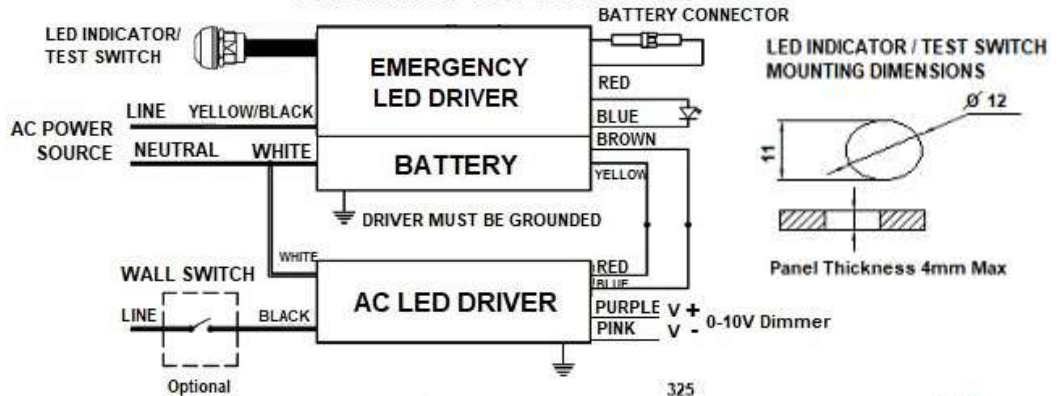 BATTERY CONNECTOR
LED INDICATOR/
TEST SWITCH
EMERGENCY
LED DRIVER
RED
BLUE
LINE YELLOW/BLACK
AC POWER
SOURCE
NEUTRAL WHITE
BATTERY
BROWN
YELLOW
DRIVER MUST BE GROUNDED
WHITE
WALL SWITCH
LINE
BLACK
Optional
AC LED DRIVER
RED
BLUE
PURPLE V +
PINK V -
0-10V Dimmer
325
LED INDICATOR / TEST SWITCH
MOUNTING DIMENSIONS
Ø 12
11
Panel Thickness 4mm Max